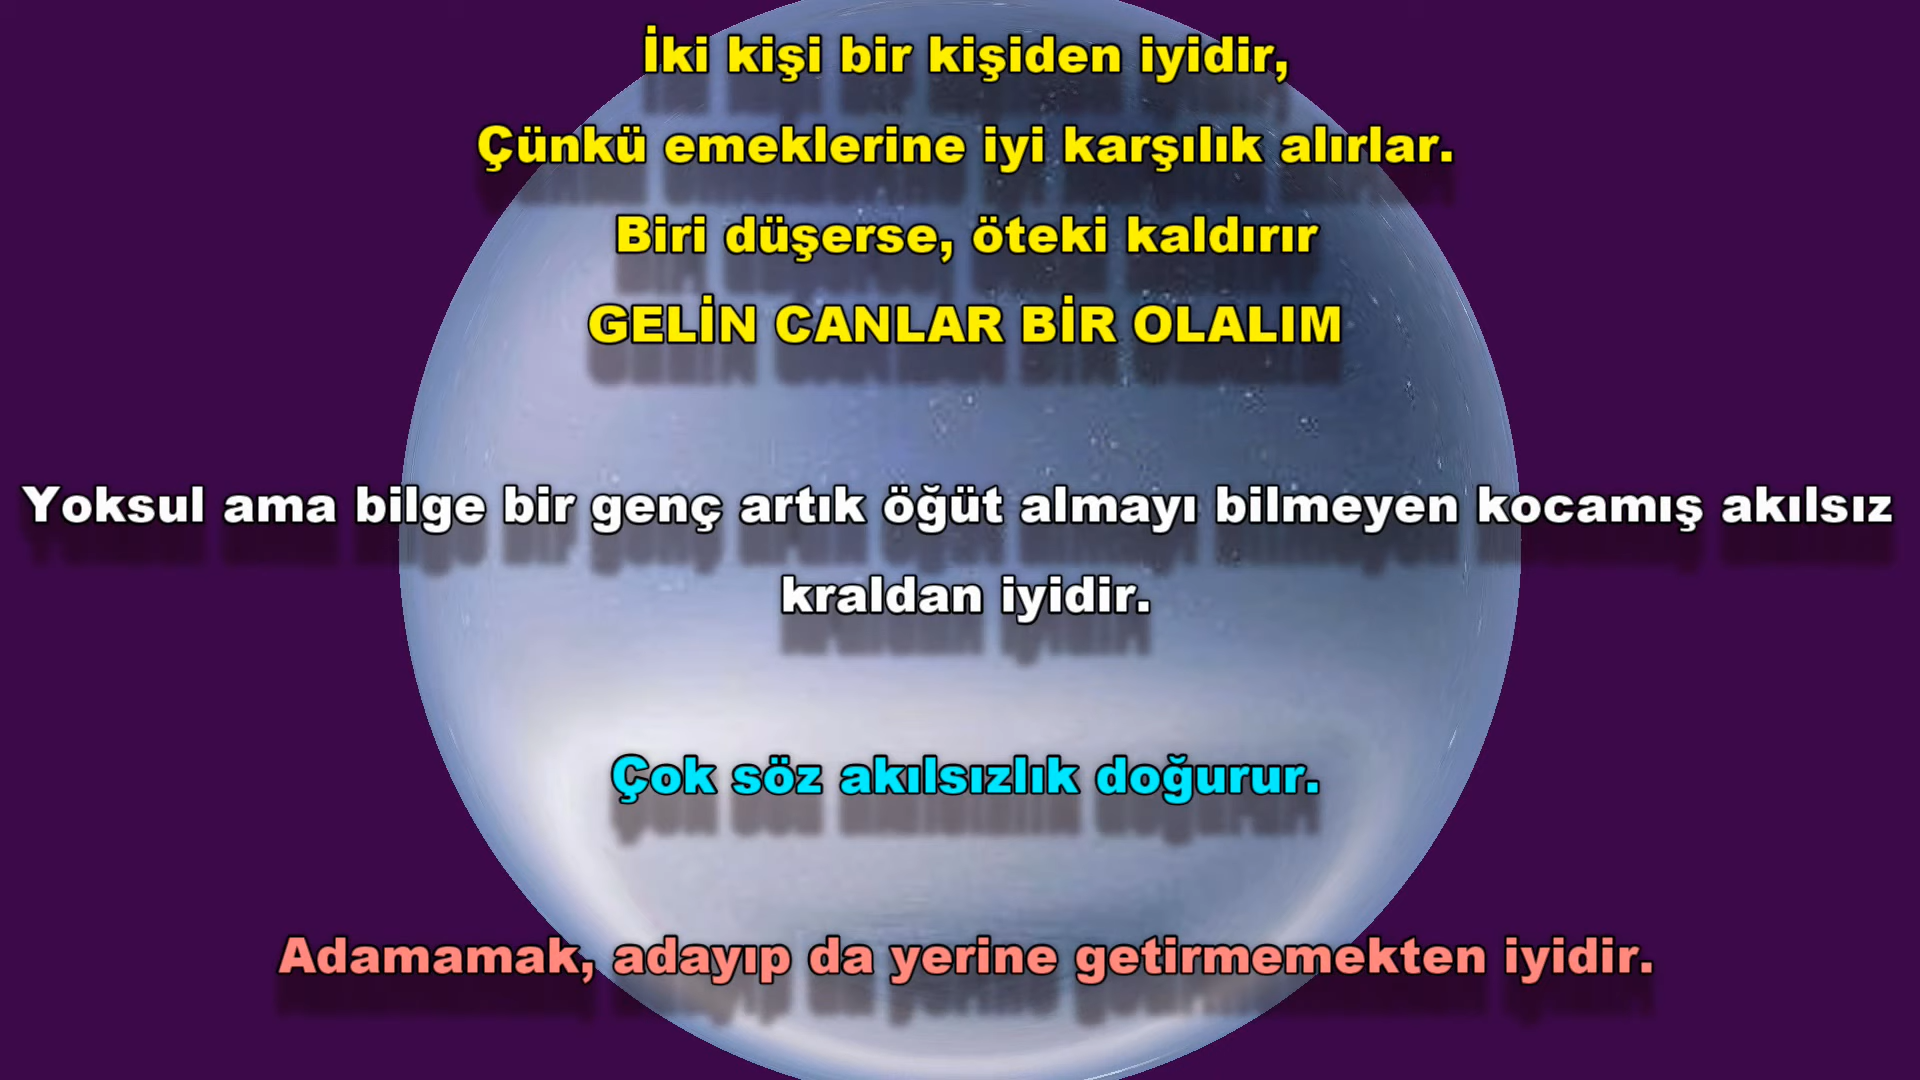 İki kişi bir kişiden iyidir,
Çünkü emeklerine iyi karşılık alırlar.
Biri düşerse, öteki kaldırır
GELİN CANLAR BİR OLALIM
Yoksul ama bilge bir genç artık öğüt almayı bilmeyen kocamış akılsız
kraldan iyidir.
Çok söz akılsızlık doğurur.
Adamamak, adayıp da yerine getirmemekten iyidir.